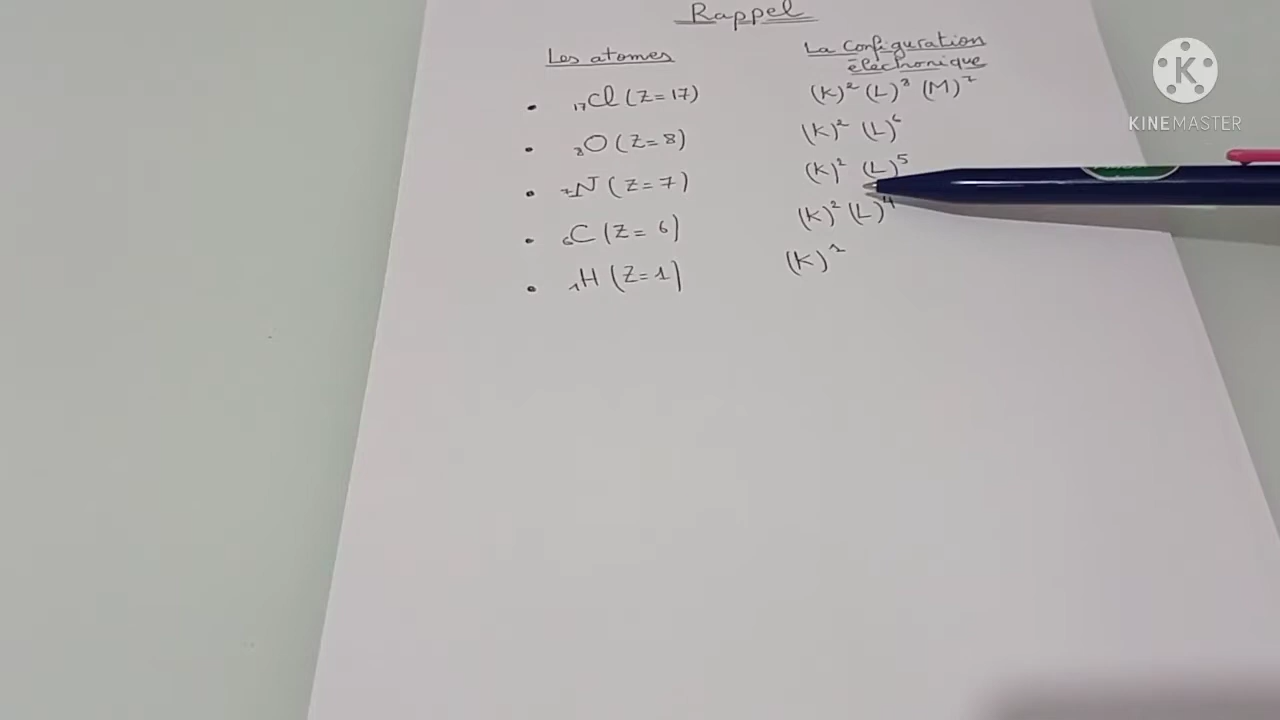 Rappel
Les atomes La configuration électronique
• ₁₇Cl (Z=17) (K)² (L)⁸ (M)⁷
• ₈O (Z=8) (K)² (L)⁶
• ₇N (Z=7) (K)² (L)⁵
• ₆C (Z=6) (K)² (L)⁴
• ₁H (Z=1) (K)¹
K
KINEMASTER